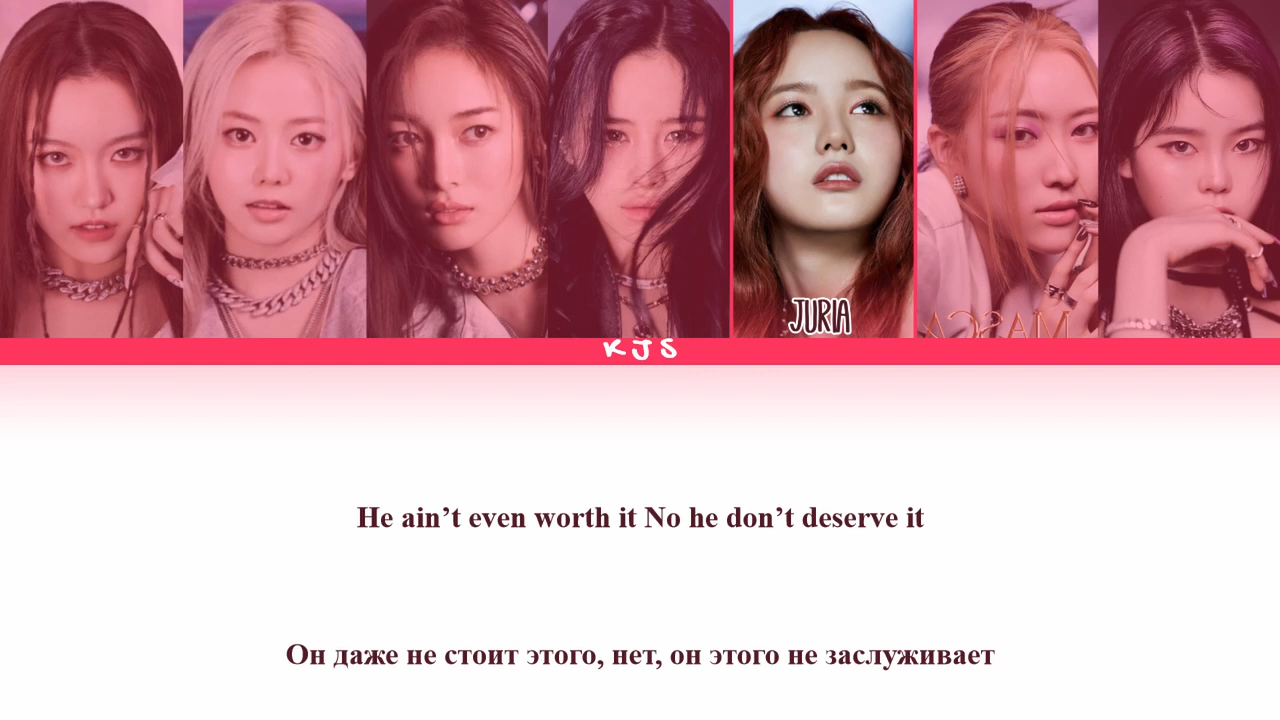 JURIA
MASCA
KJS
He ain’t even worth it No he don’t deserve it
Он даже не стоит этого, нет, он этого не заслуживает